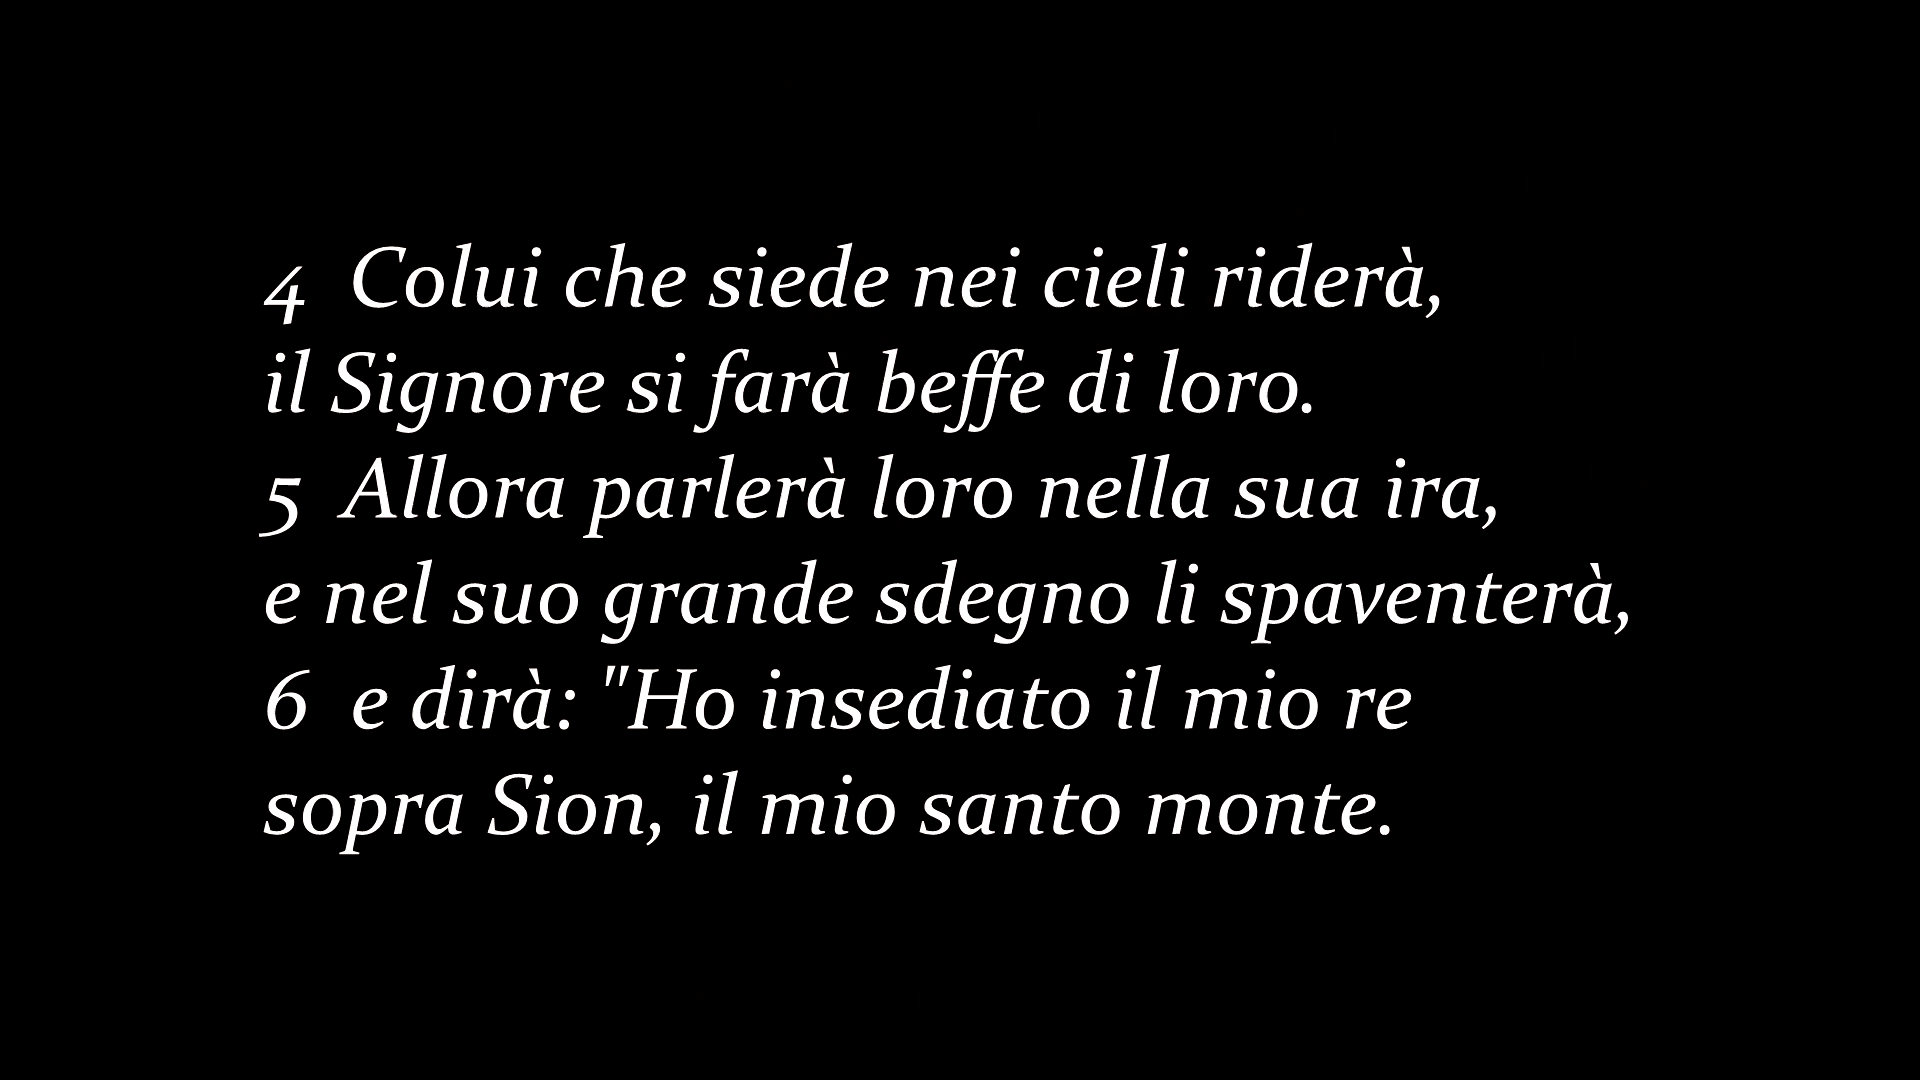 4  Colui che siede nei cieli riderà,
il Signore si farà beffe di loro.
5  Allora parlerà loro nella sua ira,
e nel suo grande sdegno li spaventerà,
6  e dirà: "Ho insediato il mio re
sopra Sion, il mio santo monte.